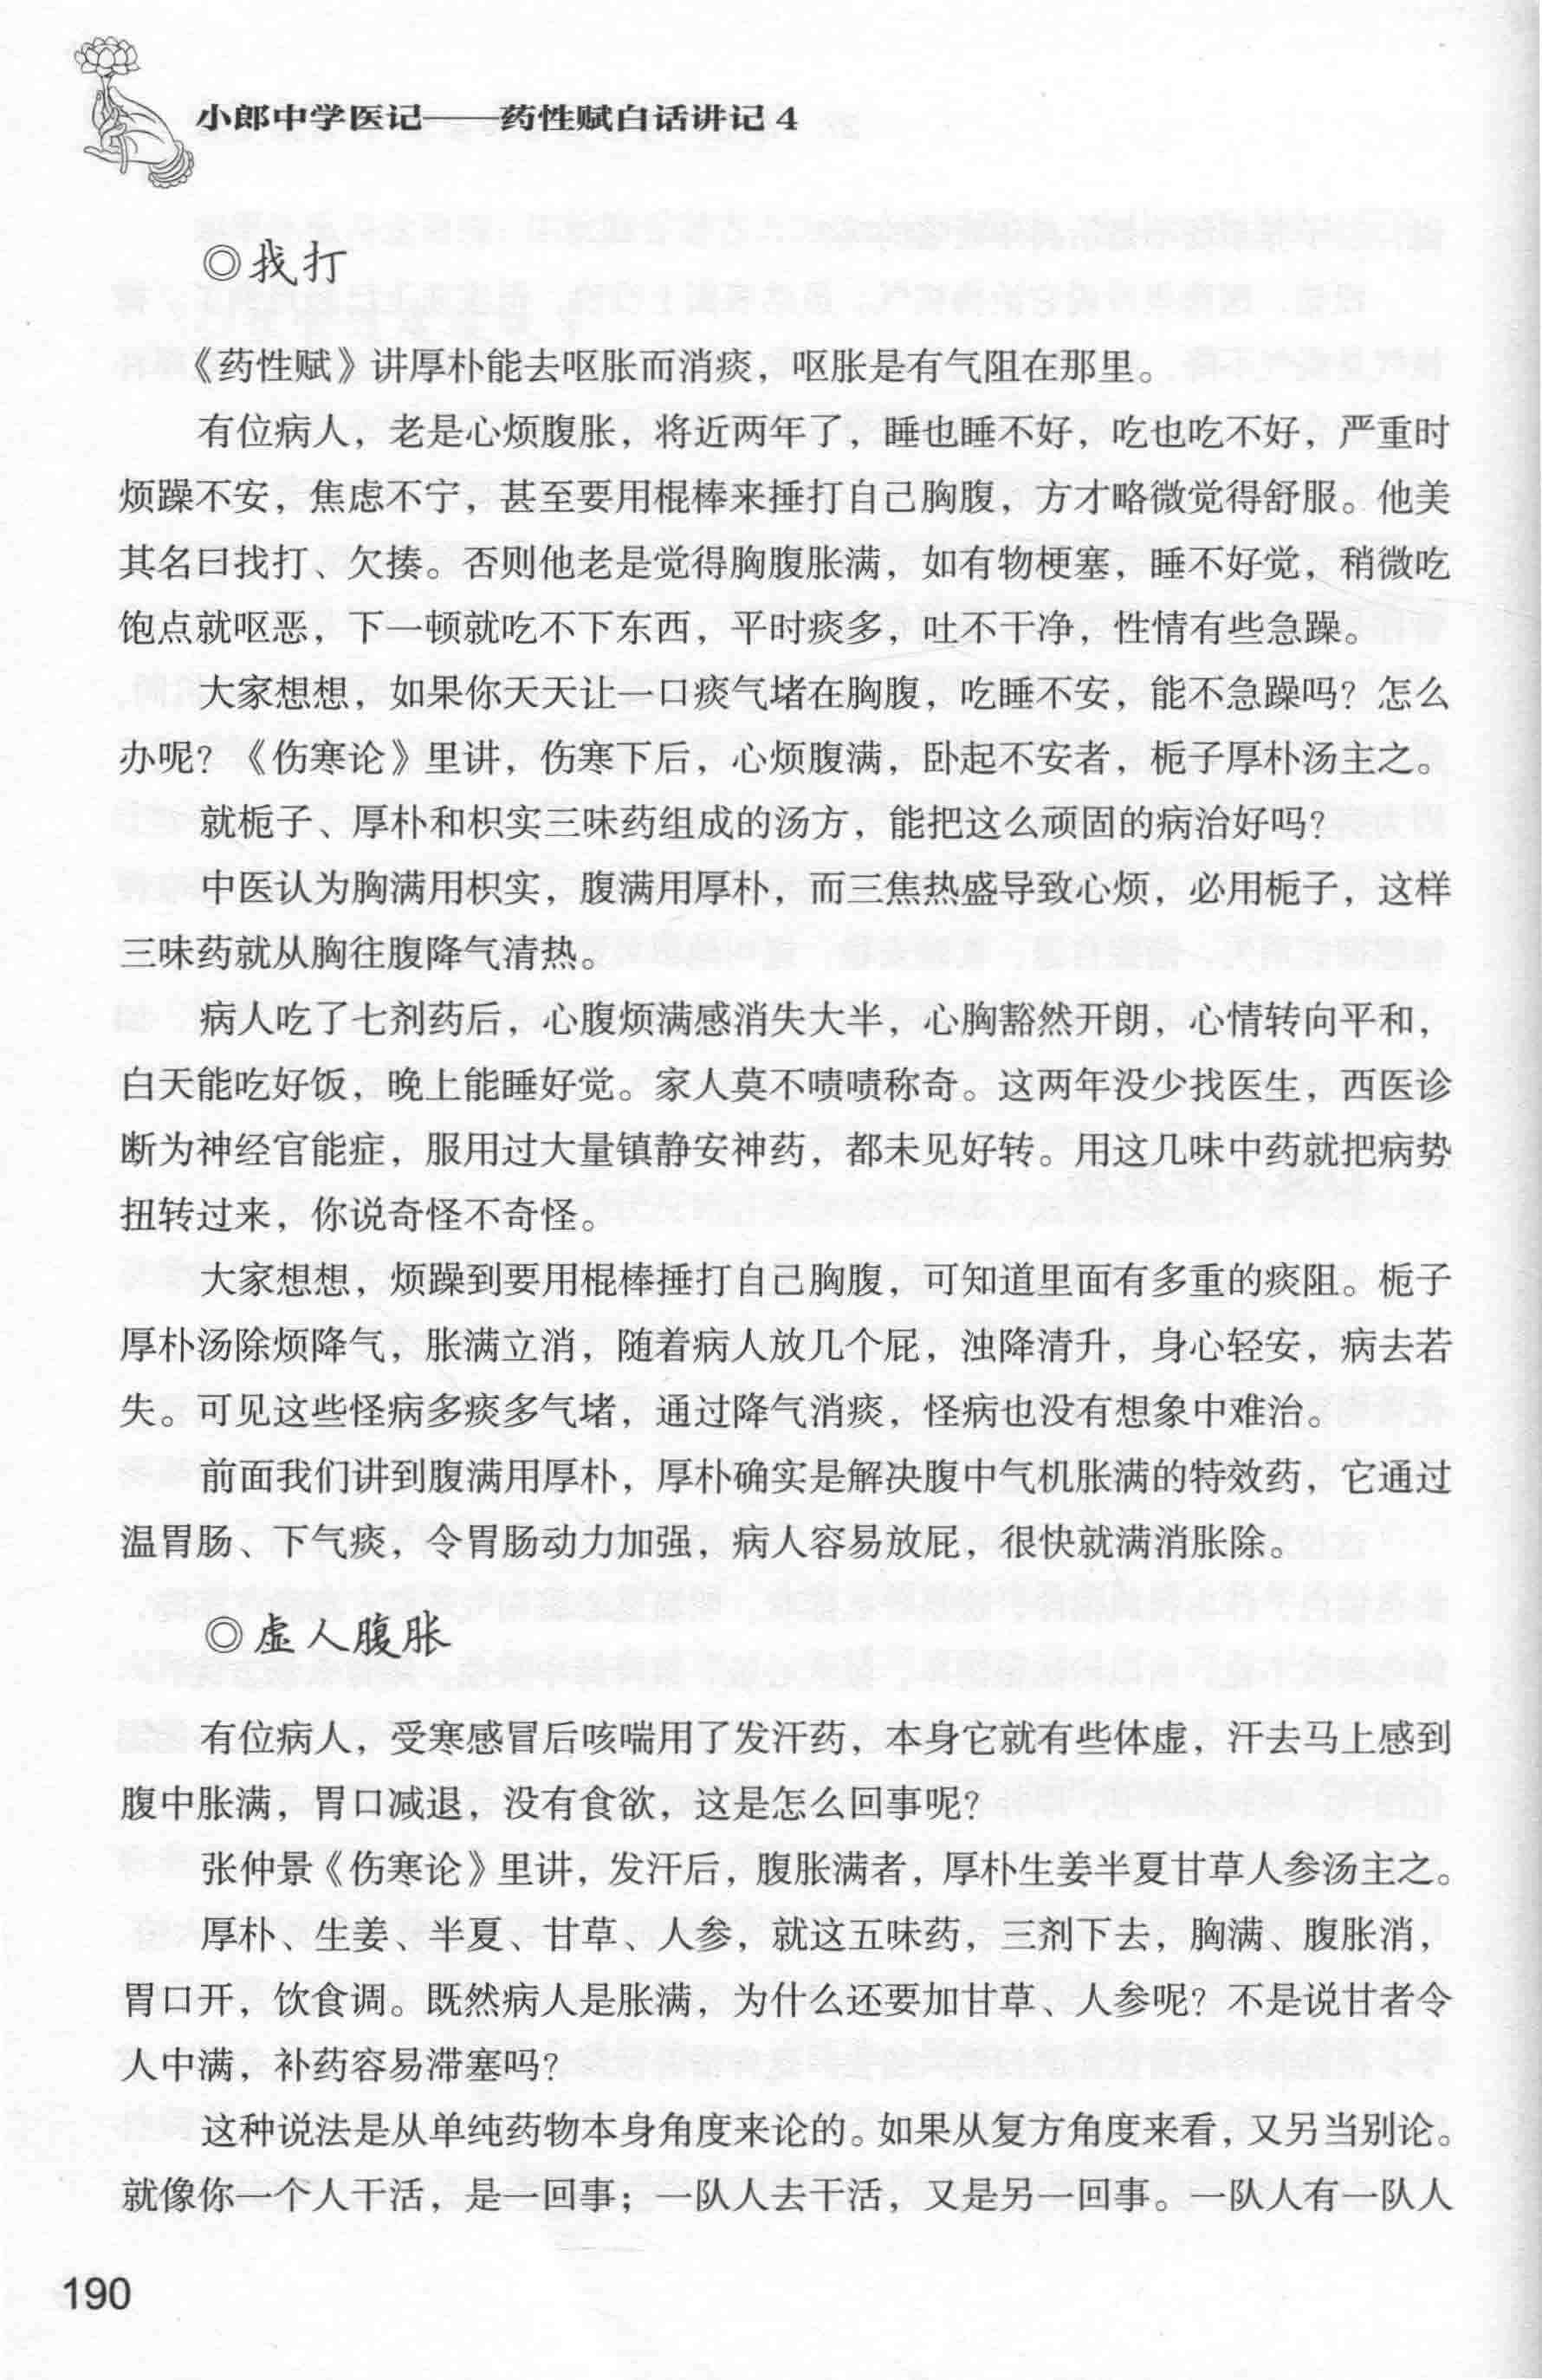 小郎中学医记——药性赋白话讲记 4
◎找打
《药性赋》讲厚朴能去呕胀而消痰，呕胀是有气阻在那里。
有位病人，老是心烦腹胀，将近两年了，睡也睡不好，吃也吃不好，严重时
烦躁不安，焦虑不宁，甚至要用棍棒来捶打自己胸腹，方才略微觉得舒服。他美
其名曰找打、欠揍。否则他老是觉得胸腹胀满，如有物梗塞，睡不好觉，稍微吃
饱点就呕恶，下一顿就吃不下东西，平时痰多，吐不干净，性情有些急躁。
大家想想，如果你天天让一口痰气堵在胸腹，吃睡不安，能不急躁吗？怎么
办呢？《伤寒论》里讲，伤寒下后，心烦腹满，卧起不安者，栀子厚朴汤主之。
就栀子、厚朴和枳实三味药组成的汤方，能把这么顽固的病治好吗？
中医认为胸满用枳实，腹满用厚朴，而三焦热盛导致心烦，必用栀子，这样
三味药就从胸往腹降气清热。
病人吃了七剂药后，心腹烦满感消失大半，心胸豁然开朗，心情转向平和，
白天能吃好饭，晚上能睡好觉。家人莫不啧啧称奇。这两年没少找医生，西医诊
断为神经官能症，服用过大量镇静安神药，都未见好转。用这几味中药就把病势
扭转过来，你说奇怪不奇怪。
大家想想，烦躁到要用棍棒捶打自己胸腹，可知道里面有多重的痰阻。栀子
厚朴汤除烦降气，胀满立消，随着病人放几个屁，浊降清升，身心轻安，病去若
失。可见这些怪病多痰多气堵，通过降气消痰，怪病也没有想象中难治。
前面我们讲到腹满用厚朴，厚朴确实是解决腹中气机胀满的特效药，它通过
温胃肠、下气痰，令胃肠动力加强，病人容易放屁，很快就满消胀除。
◎虚人腹胀
有位病人，受寒感冒后咳喘用了发汗药，本身它就有些体虚，汗去马上感到
腹中胀满，胃口减退，没有食欲，这是怎么回事呢？
张仲景《伤寒论》里讲，发汗后，腹胀满者，厚朴生姜半夏甘草人参汤主之。
厚朴、生姜、半夏、甘草、人参，就这五味药，三剂下去，胸满、腹胀消，
胃口开，饮食调。既然病人是胀满，为什么还要加甘草、人参呢？不是说甘者令
人中满，补药容易滞塞吗？
这种说法是从单纯药物本身角度来论的。如果从复方角度来看，又另当别论。
就像你一个人干活，是一回事；一队人去干活，又是另一回事。一队人有一队人
190